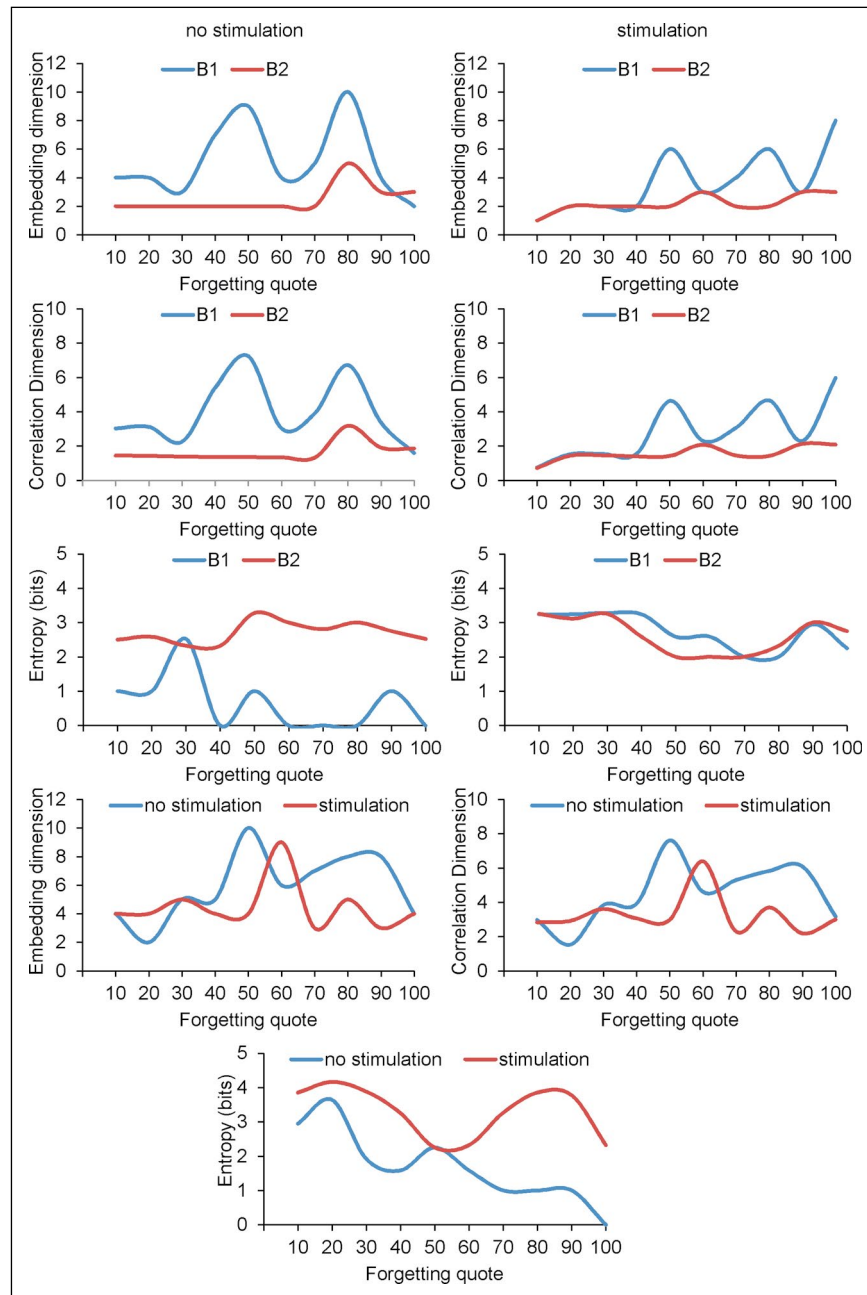 no stimulation
stimulation
B1 B2
Embedding dimension
12
10
8
6
4
2
0
10 20 30 40 50 60 70 80 90 100
Forgetting quote
B1 B2
Embedding dimension
12
10
8
6
4
2
0
10 20 30 40 50 60 70 80 90 100
Forgetting quote
B1 B2
Correlation Dimension
10
8
6
4
2
0
10 20 30 40 50 60 70 80 90 100
Forgetting quote
B1 B2
Correlation Dimension
10
8
6
4
2
0
10 20 30 40 50 60 70 80 90 100
Forgetting quote
B1 B2
Entropy (bits)
5
4
3
2
1
0
10 20 30 40 50 60 70 80 90 100
Forgetting quote
B1 B2
Entropy (bits)
5
4
3
2
1
0
10 20 30 40 50 60 70 80 90 100
Forgetting quote
no stimulation stimulation
Embedding dimension
12
10
8
6
4
2
0
10 20 30 40 50 60 70 80 90 100
Forgetting quote
no stimulation stimulation
Correlation Dimension
10
8
6
4
2
0
10 20 30 40 50 60 70 80 90 100
Forgetting quote
no stimulation stimulation
Entropy (bits)
5
4
3
2
1
0
10 20 30 40 50 60 70 80 90 100
Forgetting quote